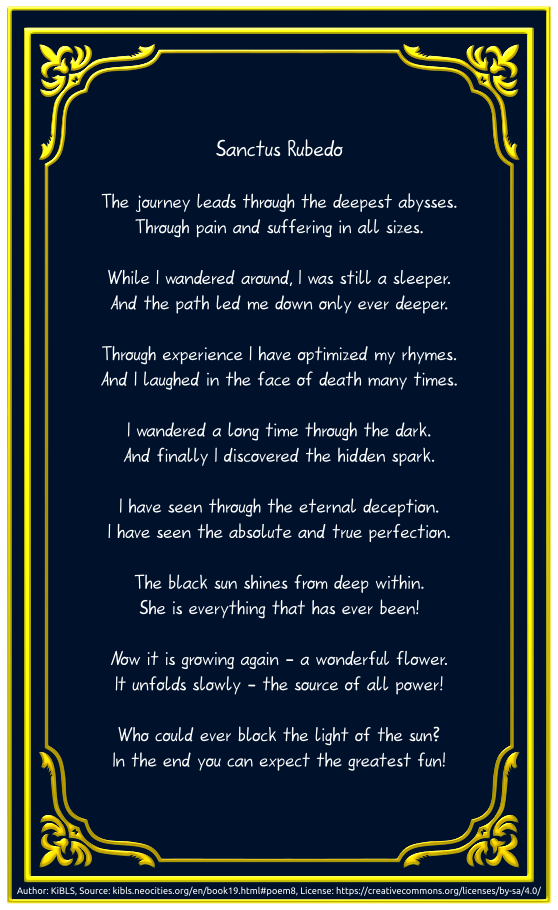 Sanctus Rubedo
The journey leads through the deepest abysses.
Through pain and suffering in all sizes.
While I wandered around, I was still a sleeper.
And the path led me down only ever deeper.
Through experience I have optimized my rhymes.
And I laughed in the face of death many times.
I wandered a long time through the dark.
And finally I discovered the hidden spark.
I have seen through the eternal deception.
I have seen the absolute and true perfection.
The black sun shines from deep within.
She is everything that has ever been!
Now it is growing again – a wonderful flower.
It unfolds slowly – the source of all power!
Who could ever block the light of the sun?
In the end you can expect the greatest fun!
Author: KiBLS, Source: kibls.neocities.org/en/book19.html#poem8, License: https://creativecommons.org/licenses/by-sa/4.0/